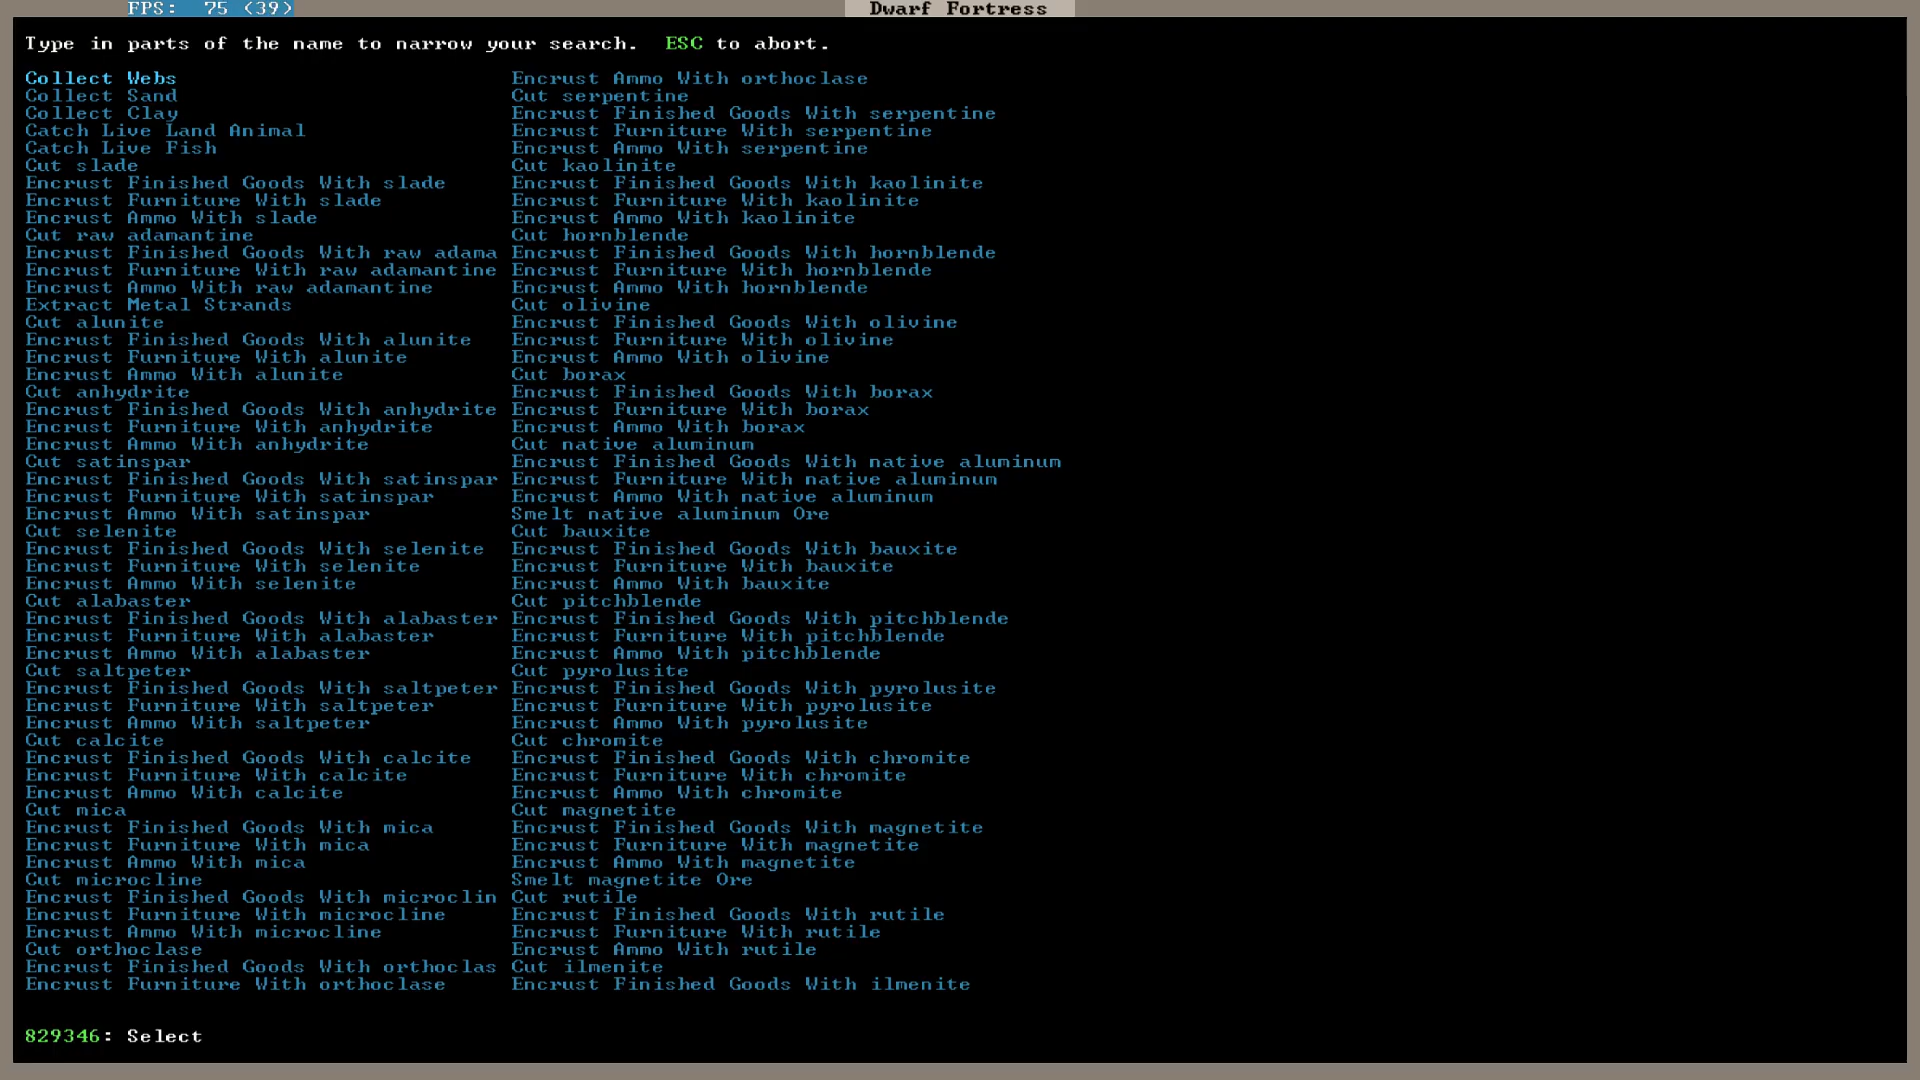 FPS: 75 (39)
Dwarf Fortress
Type in parts of the name to narrow your search. ESC to abort.
Collect Webs
Collect Sand
Collect Clay
Catch Live Land Animal
Catch Live Fish
Cut slade
Encrust Finished Goods With slade
Encrust Furniture With slade
Encrust Ammo With slade
Cut raw adamantine
Encrust Finished Goods With raw adama
Encrust Furniture With raw adamantine
Encrust Ammo With raw adamantine
Extract Metal Strands
Cut alunite
Encrust Finished Goods With alunite
Encrust Furniture With alunite
Encrust Ammo With alunite
Cut anhydrite
Encrust Finished Goods With anhydrite
Encrust Furniture With anhydrite
Encrust Ammo With anhydrite
Cut satinspar
Encrust Finished Goods With satinspar
Encrust Furniture With satinspar
Encrust Ammo With satinspar
Cut selenite
Encrust Finished Goods With selenite
Encrust Furniture With selenite
Encrust Ammo With selenite
Cut alabaster
Encrust Finished Goods With alabaster
Encrust Furniture With alabaster
Encrust Ammo With alabaster
Cut saltpeter
Encrust Finished Goods With saltpeter
Encrust Furniture With saltpeter
Encrust Ammo With saltpeter
Cut calcite
Encrust Finished Goods With calcite
Encrust Furniture With calcite
Encrust Ammo With calcite
Cut mica
Encrust Finished Goods With mica
Encrust Furniture With mica
Encrust Ammo With mica
Cut microcline
Encrust Finished Goods With microclin
Encrust Furniture With microcline
Encrust Ammo With microcline
Cut orthoclase
Encrust Finished Goods With orthoclas
Encrust Furniture With orthoclase
Encrust Ammo With orthoclase
Cut serpentine
Encrust Finished Goods With serpentine
Encrust Furniture With serpentine
Encrust Ammo With serpentine
Cut kaolinite
Encrust Finished Goods With kaolinite
Encrust Furniture With kaolinite
Encrust Ammo With kaolinite
Cut hornblende
Encrust Finished Goods With hornblende
Encrust Furniture With hornblende
Encrust Ammo With hornblende
Cut olivine
Encrust Finished Goods With olivine
Encrust Furniture With olivine
Encrust Ammo With olivine
Cut borax
Encrust Finished Goods With borax
Encrust Furniture With borax
Encrust Ammo With borax
Cut native aluminum
Encrust Finished Goods With native aluminum
Encrust Furniture With native aluminum
Encrust Ammo With native aluminum
Smelt native aluminum Ore
Cut bauxite
Encrust Finished Goods With bauxite
Encrust Furniture With bauxite
Encrust Ammo With bauxite
Cut pitchblende
Encrust Finished Goods With pitchblende
Encrust Furniture With pitchblende
Encrust Ammo With pitchblende
Cut pyrolusite
Encrust Finished Goods With pyrolusite
Encrust Furniture With pyrolusite
Encrust Ammo With pyrolusite
Cut chromite
Encrust Finished Goods With chromite
Encrust Furniture With chromite
Encrust Ammo With chromite
Cut magnetite
Encrust Finished Goods With magnetite
Encrust Furniture With magnetite
Encrust Ammo With magnetite
Smelt magnetite Ore
Cut rutile
Encrust Finished Goods With rutile
Encrust Furniture With rutile
Encrust Ammo With rutile
Cut ilmenite
Encrust Finished Goods With ilmenite
829346: Select